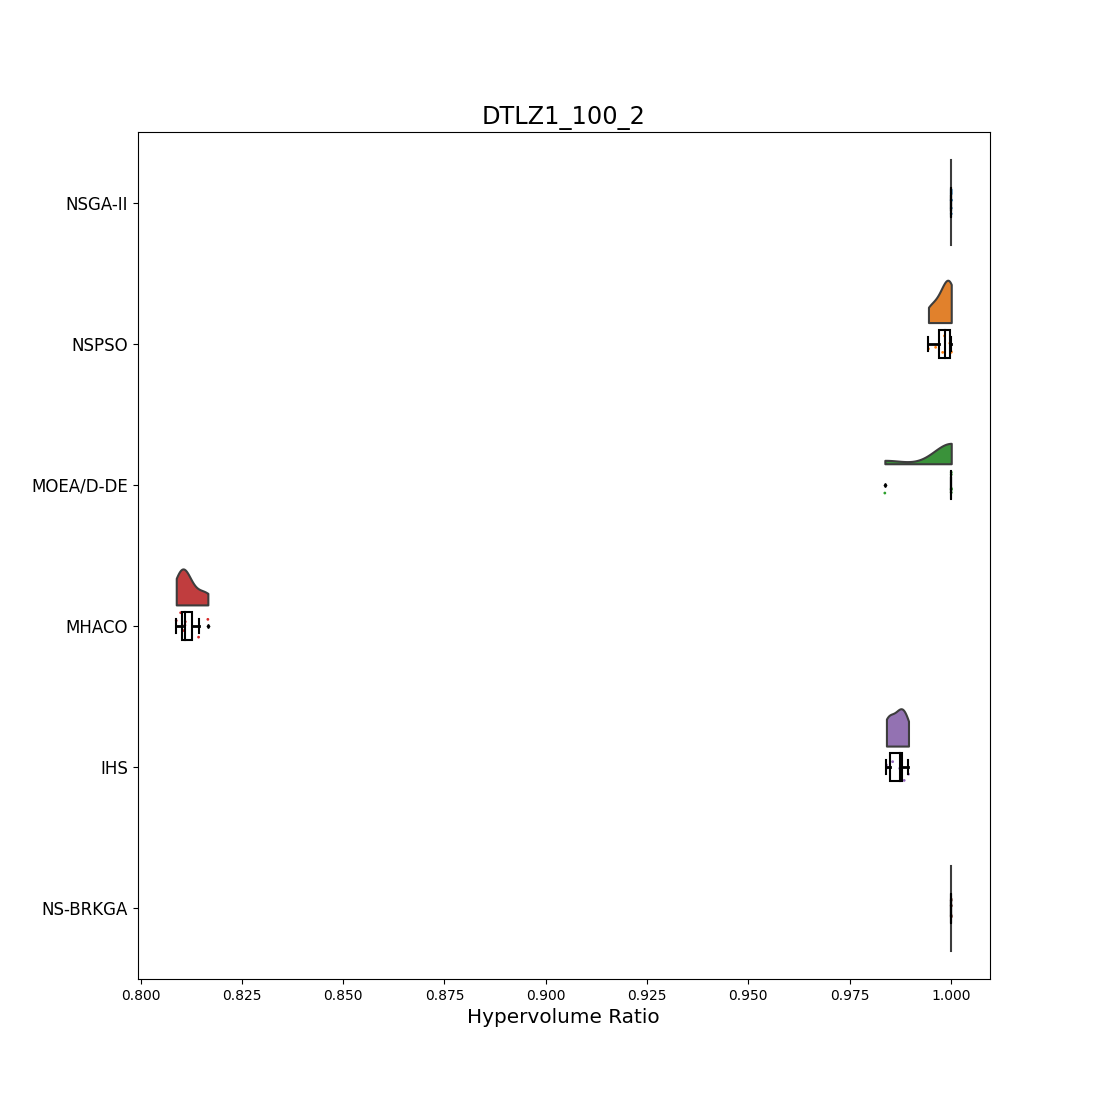 DTLZ1_100_2
NSGA-II
NSPSO
MOEA/D-DE
MHACO
IHS
NS-BRKGA
0.800 0.825 0.850 0.875 0.900 0.925 0.950 0.975 1.000
Hypervolume Ratio